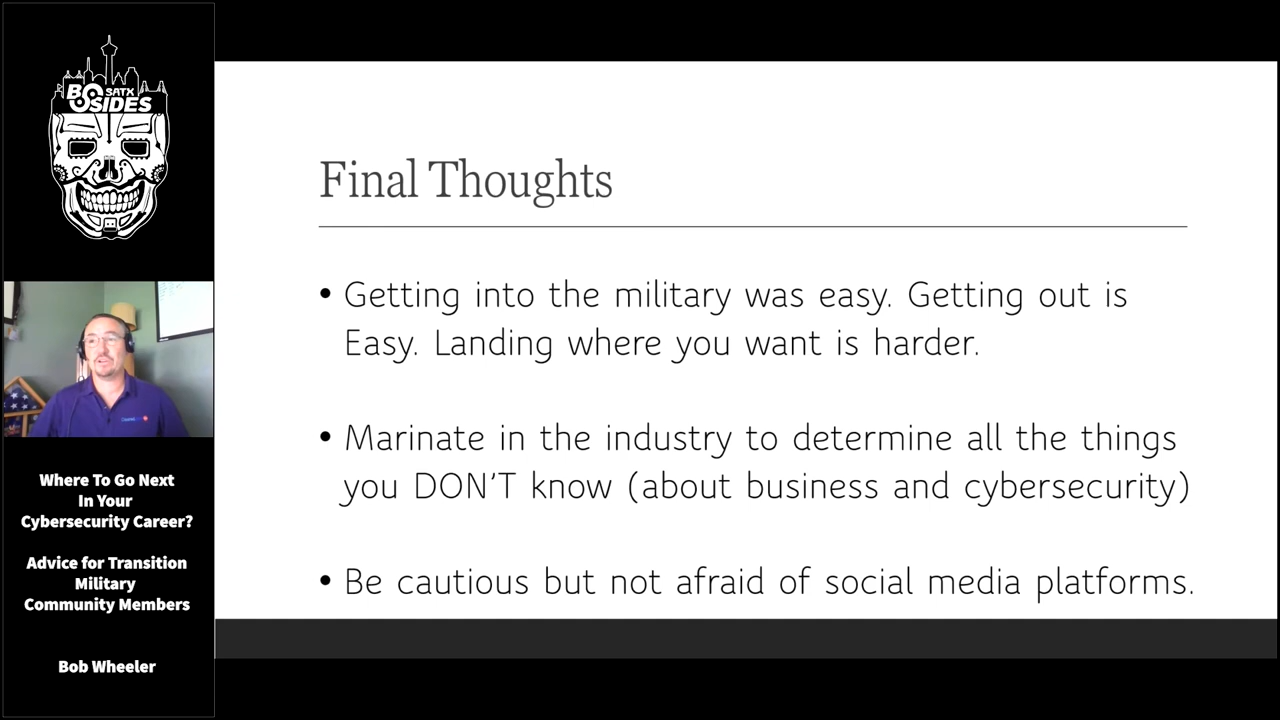 BSIDES
SATX
Where To Go Next
In Your
Cybersecurity Career?
Advice for Transition
Military
Community Members
Bob Wheeler
Final Thoughts
• Getting into the military was easy. Getting out is
Easy. Landing where you want is harder.
• Marinate in the industry to determine all the things
you DON'T know (about business and cybersecurity)
• Be cautious but not afraid of social media platforms.